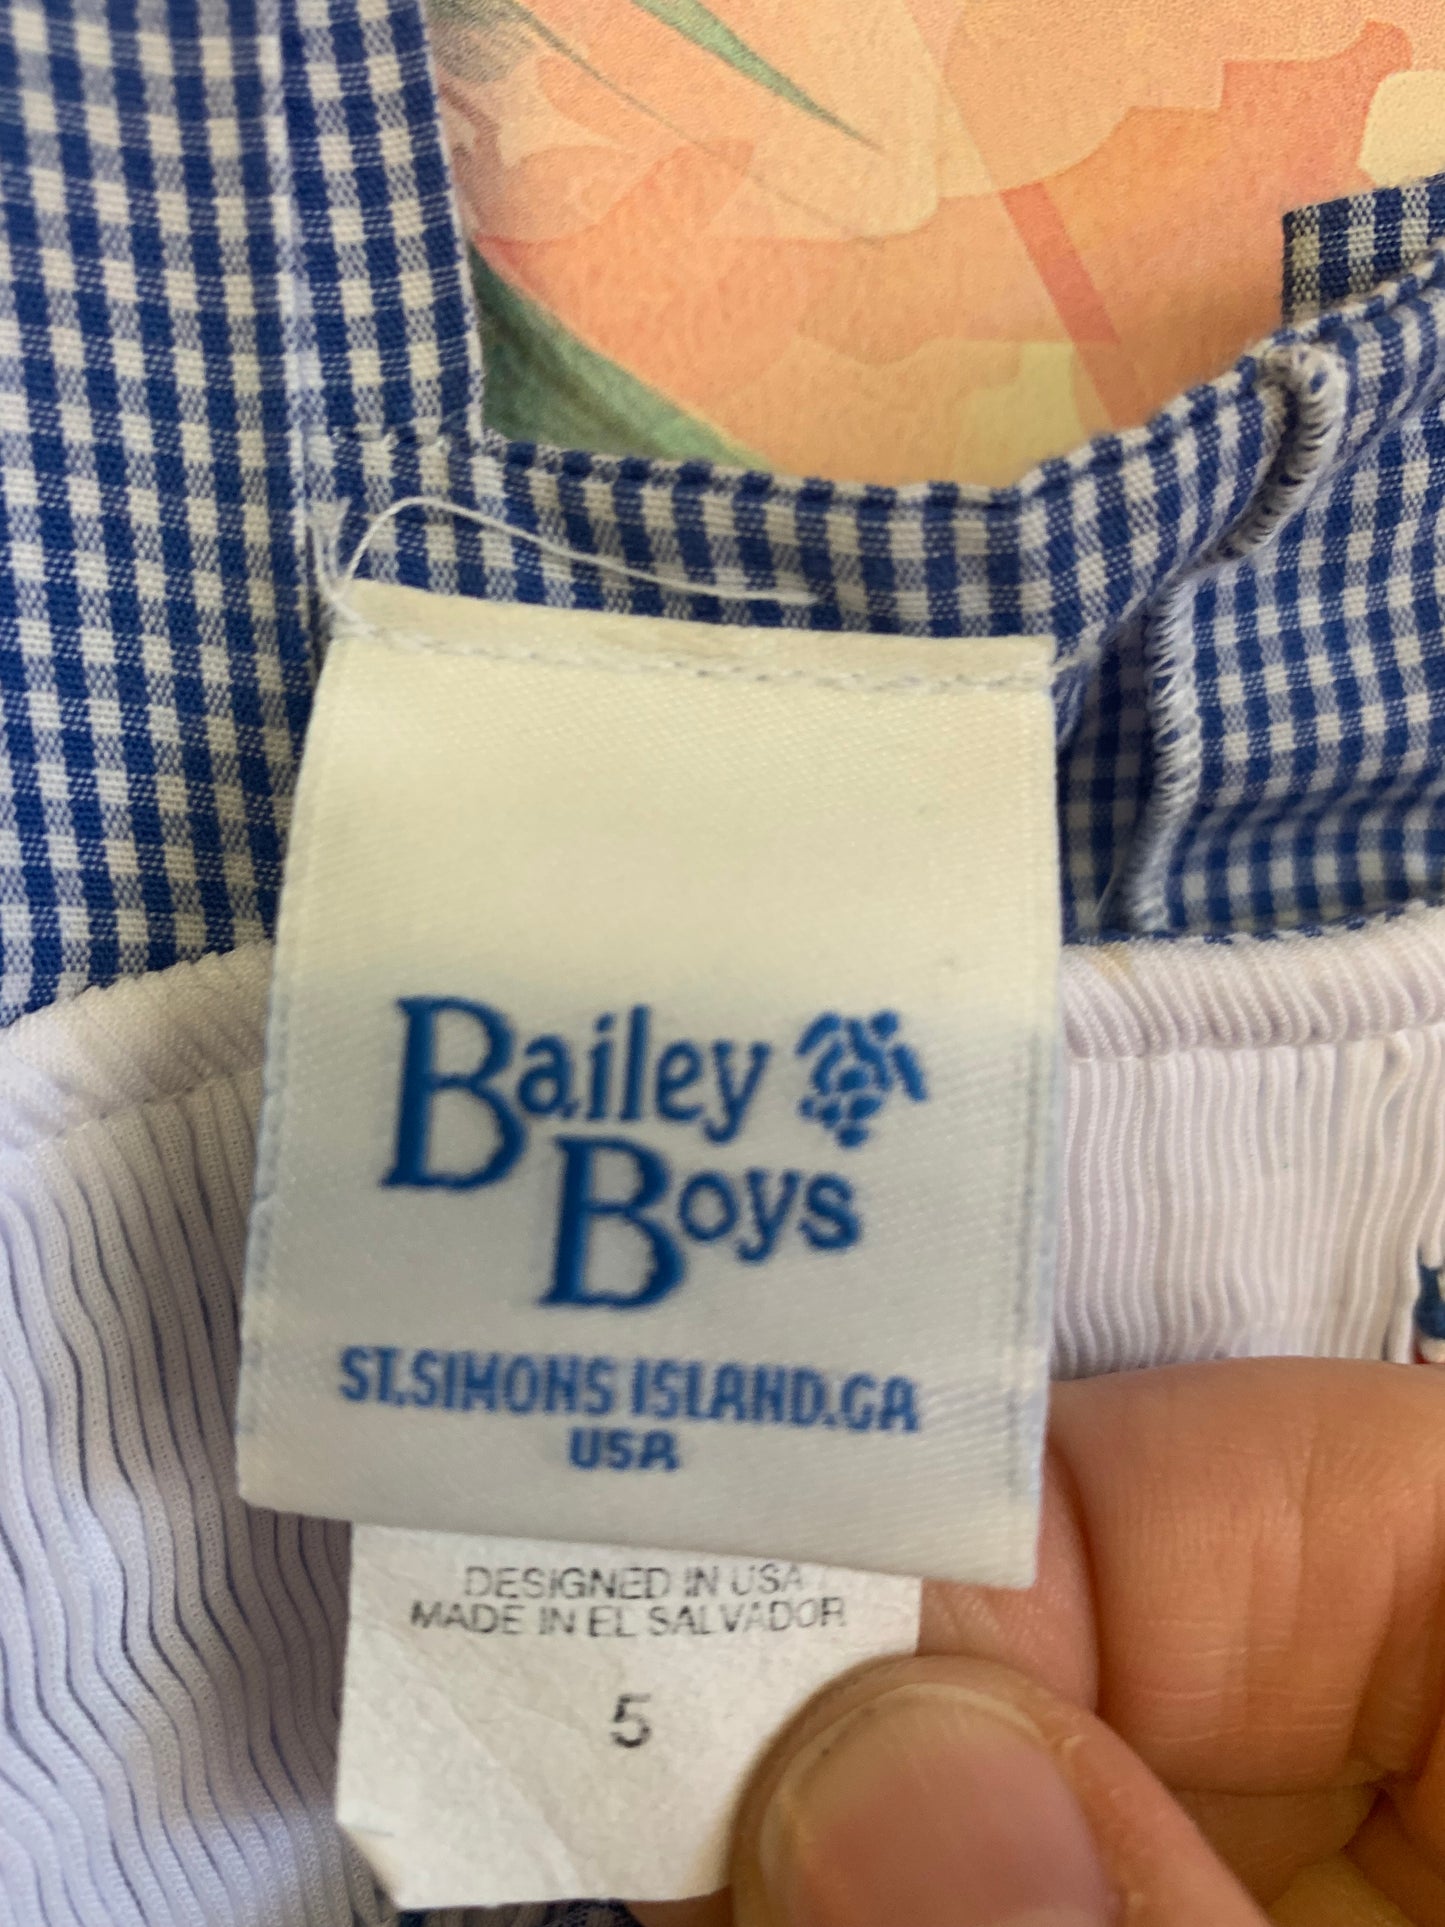 Bailey
Boys
ST.SIMONS ISLAND.GA
USA
DESIGNED IN USA
MADE IN EL SALVADOR
5